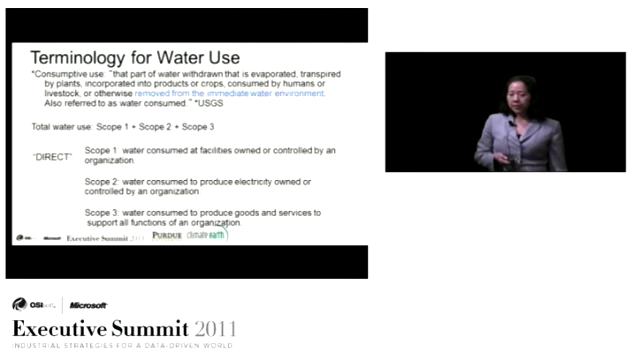 Terminology for Water Use
"Consumptive use: "that part of water withdrawn that is evaporated, transpired
by plants, incorporated into products or crops, consumed by humans or
livestock, or otherwise removed from the immediate water environment.
Also referred to as water consumed." *USGS
Total water use: Scope 1 + Scope 2 + Scope 3
"DIRECT"
Scope 1: water consumed at facilities owned or controlled by an
organization.
Scope 2: water consumed to produce electricity owned or
controlled by an organization
Scope 3: water consumed to produce goods and services to
support all functions of an organization.
Microsoft Executive Summit 2011 PURDUE climate earth
OSIsoft. Microsoft
Executive Summit 2011
INDUSTRIAL STRATEGIES FOR A DATA-DRIVEN WORLD